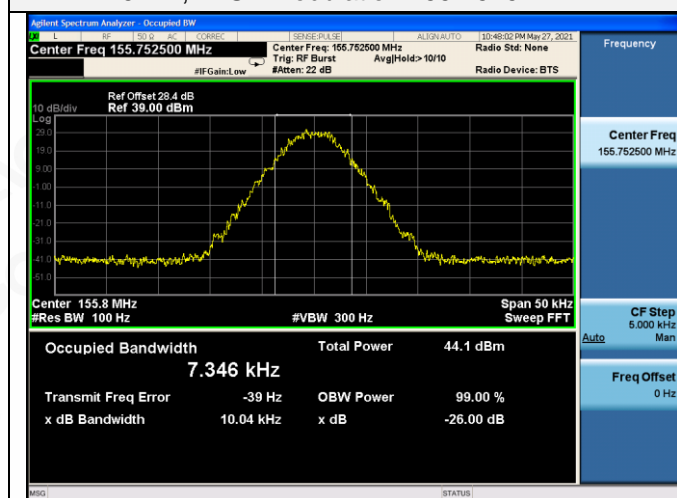 Agilent Spectrum Analyzer - Occupied BW
L RF 50 Ω AC CORREC SENSE:PULSE ALIGN AUTO 10:48:02 PM May 27, 2021
Center Freq 155.752500 MHz
Center Freq: 155.752500 MHz
Radio Std: None
Trig: RF Burst Avg|Hold:> 10/10
#IFGain:Low #Atten: 22 dB Radio Device: BTS
Ref Offset 28.4 dB
10 dB/div Ref 39.00 dBm
Log
29.0
19.0
9.00
-1.00
-11.0
-21.0
-31.0
-41.0
-51.0
Center 155.8 MHz Span 50 kHz
#Res BW 100 Hz #VBW 300 Hz Sweep FFT
Occupied Bandwidth Total Power 44.1 dBm
7.346 kHz
Transmit Freq Error -39 Hz OBW Power 99.00 %
x dB Bandwidth 10.04 kHz x dB -26.00 dB
MSG STATUS
Frequency
Center Freq
155.752500 MHz
CF Step
5.000 kHz
Auto Man
Freq Offset
0 Hz